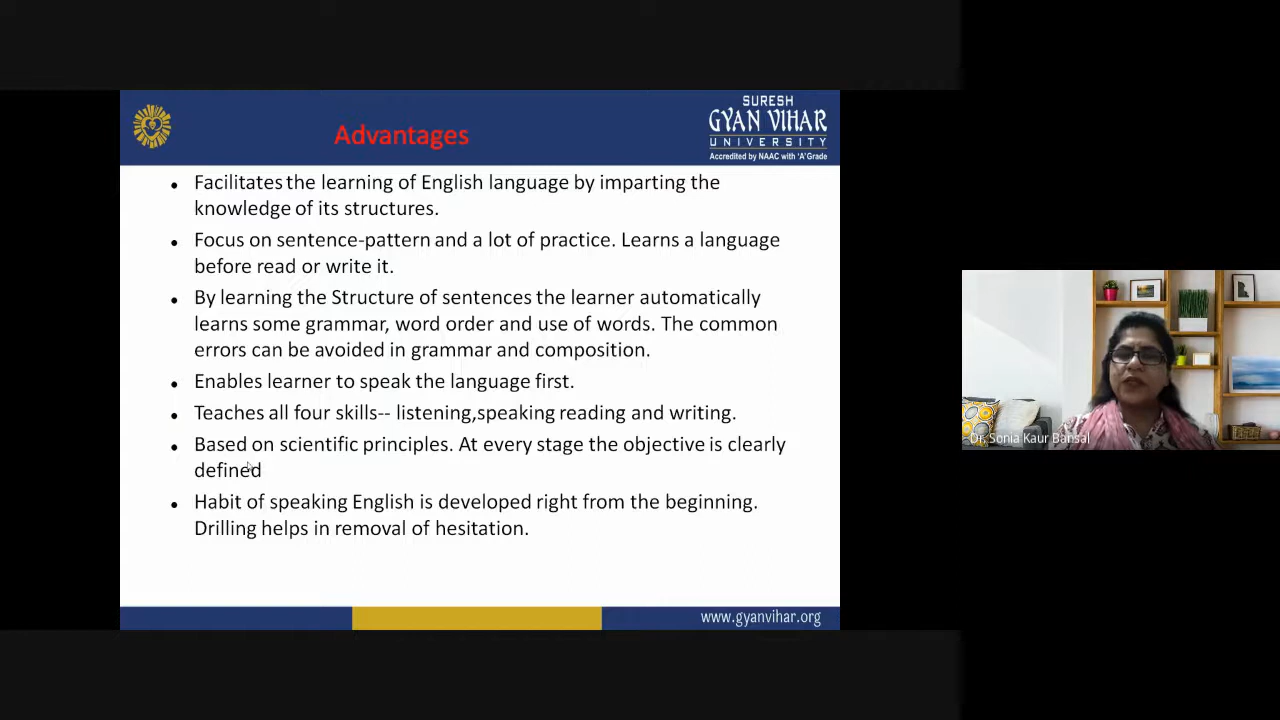 Advantages
SURESH
GYAN VIHAR
UNIVERSITY
Accredited by NAAC with 'A' Grade
Facilitates the learning of English language by imparting the
knowledge of its structures.
Focus on sentence-pattern and a lot of practice. Learns a language
before read or write it.
By learning the Structure of sentences the learner automatically
learns some grammar, word order and use of words. The common
errors can be avoided in grammar and composition.
Enables learner to speak the language first.
Teaches all four skills-- listening,speaking reading and writing.
Based on scientific principles. At every stage the objective is clearly
defined
Habit of speaking English is developed right from the beginning.
Drilling helps in removal of hesitation.
www.gyanvihar.org
Dr. Sonia Kaur Bansal